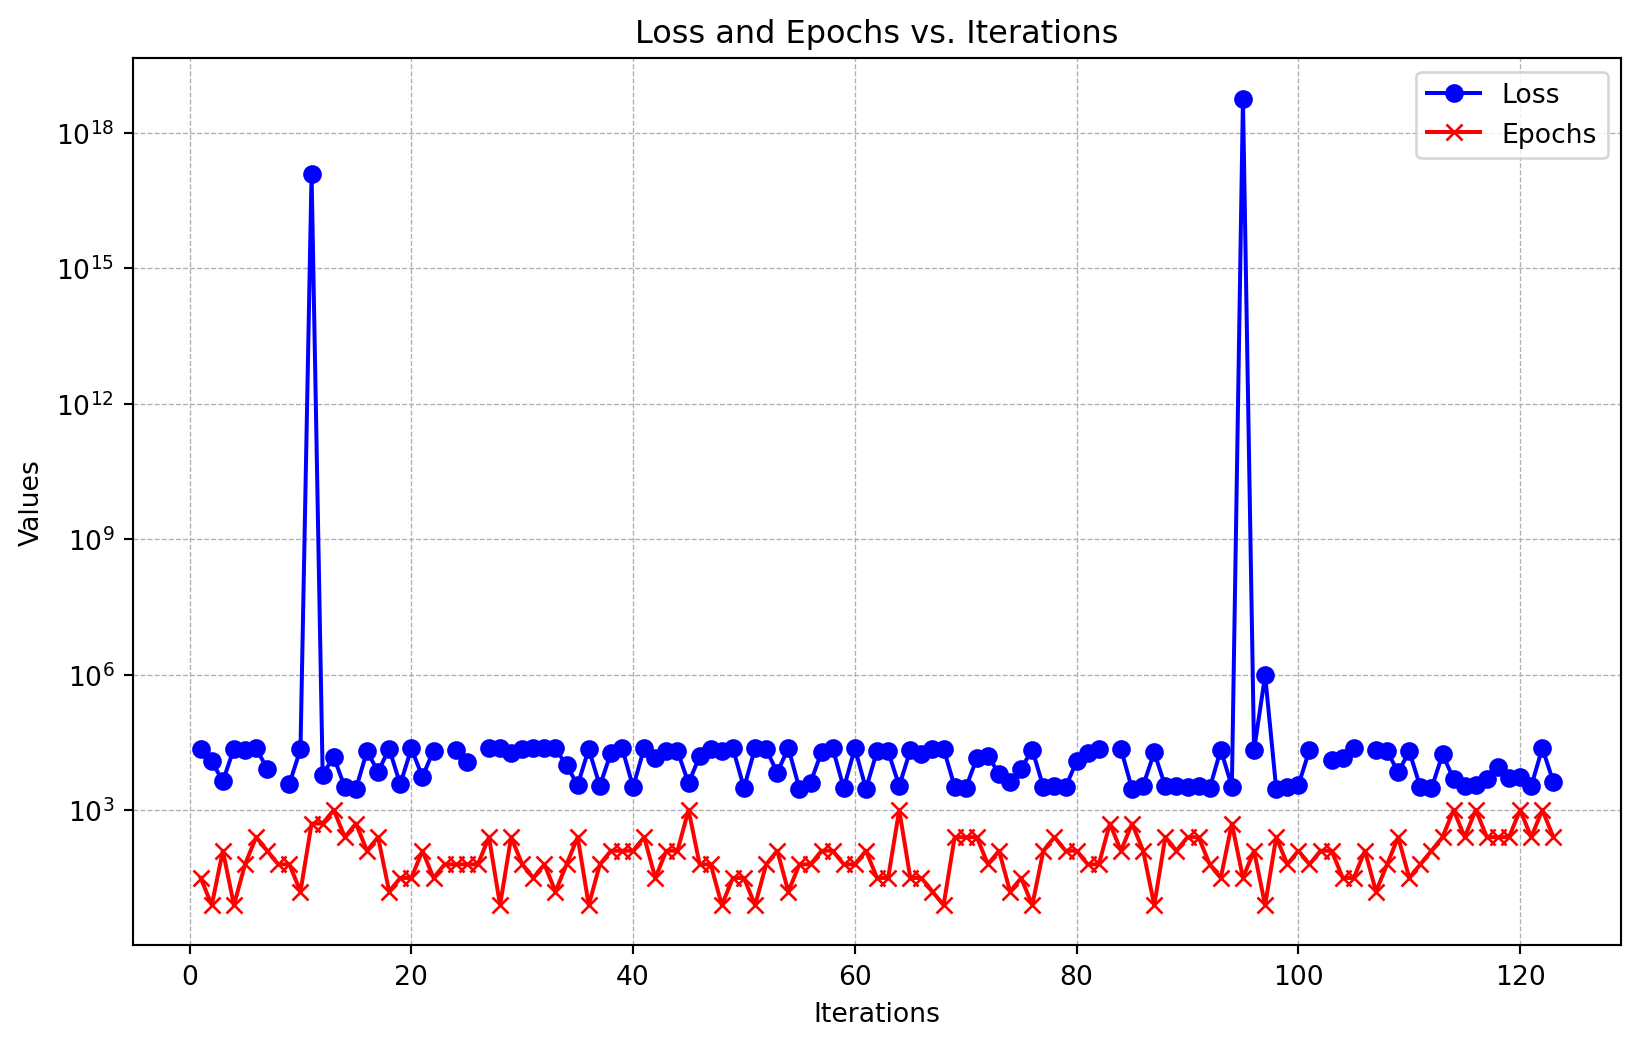 Loss and Epochs vs. Iterations
Loss
Epochs
10^18
10^15
10^12
10^9
10^6
10^3
Values
0 20 40 60 80 100 120
Iterations